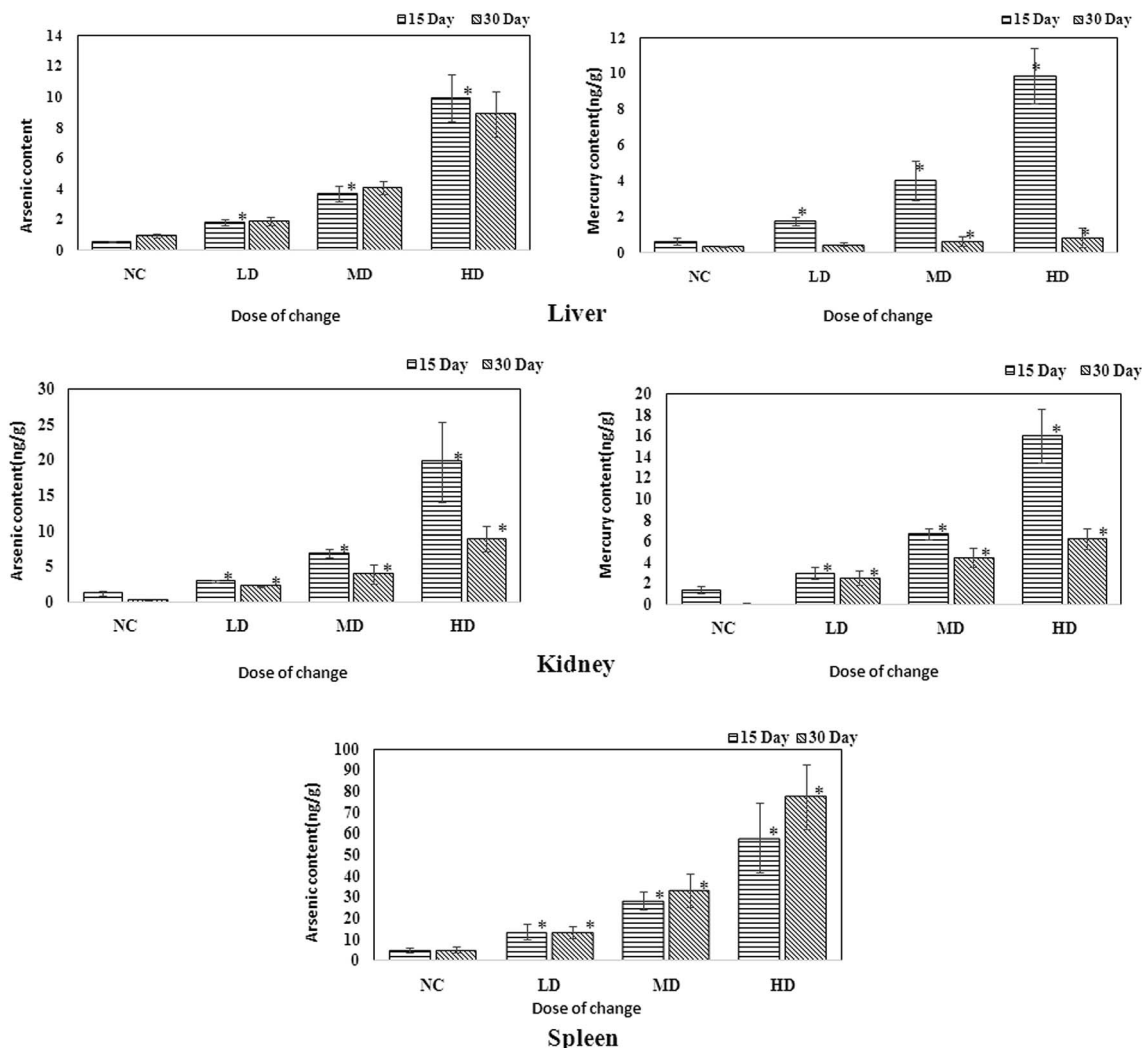 15 Day 30 Day
14
12
10
8
6
4
2
0
Arsenic content
* * *
NC LD MD HD
Dose of change
15 Day 30 Day
12
10
8
6
4
2
0
Mercury content(ng/g)
* * * * *
NC LD MD HD
Dose of change
Liver
15 Day 30 Day
30
25
20
15
10
5
0
Arsenic content(ng/g)
* * * * * *
NC LD MD HD
Dose of change
15 Day 30 Day
20
18
16
14
12
10
8
6
4
2
0
Mercury content(ng/g)
* * * * * *
NC LD MD HD
Dose of change
Kidney
15 Day 30 Day
100
90
80
70
60
50
40
30
20
10
0
Arsenic content(ng/g)
* * * * * *
NC LD MD HD
Dose of change
Spleen